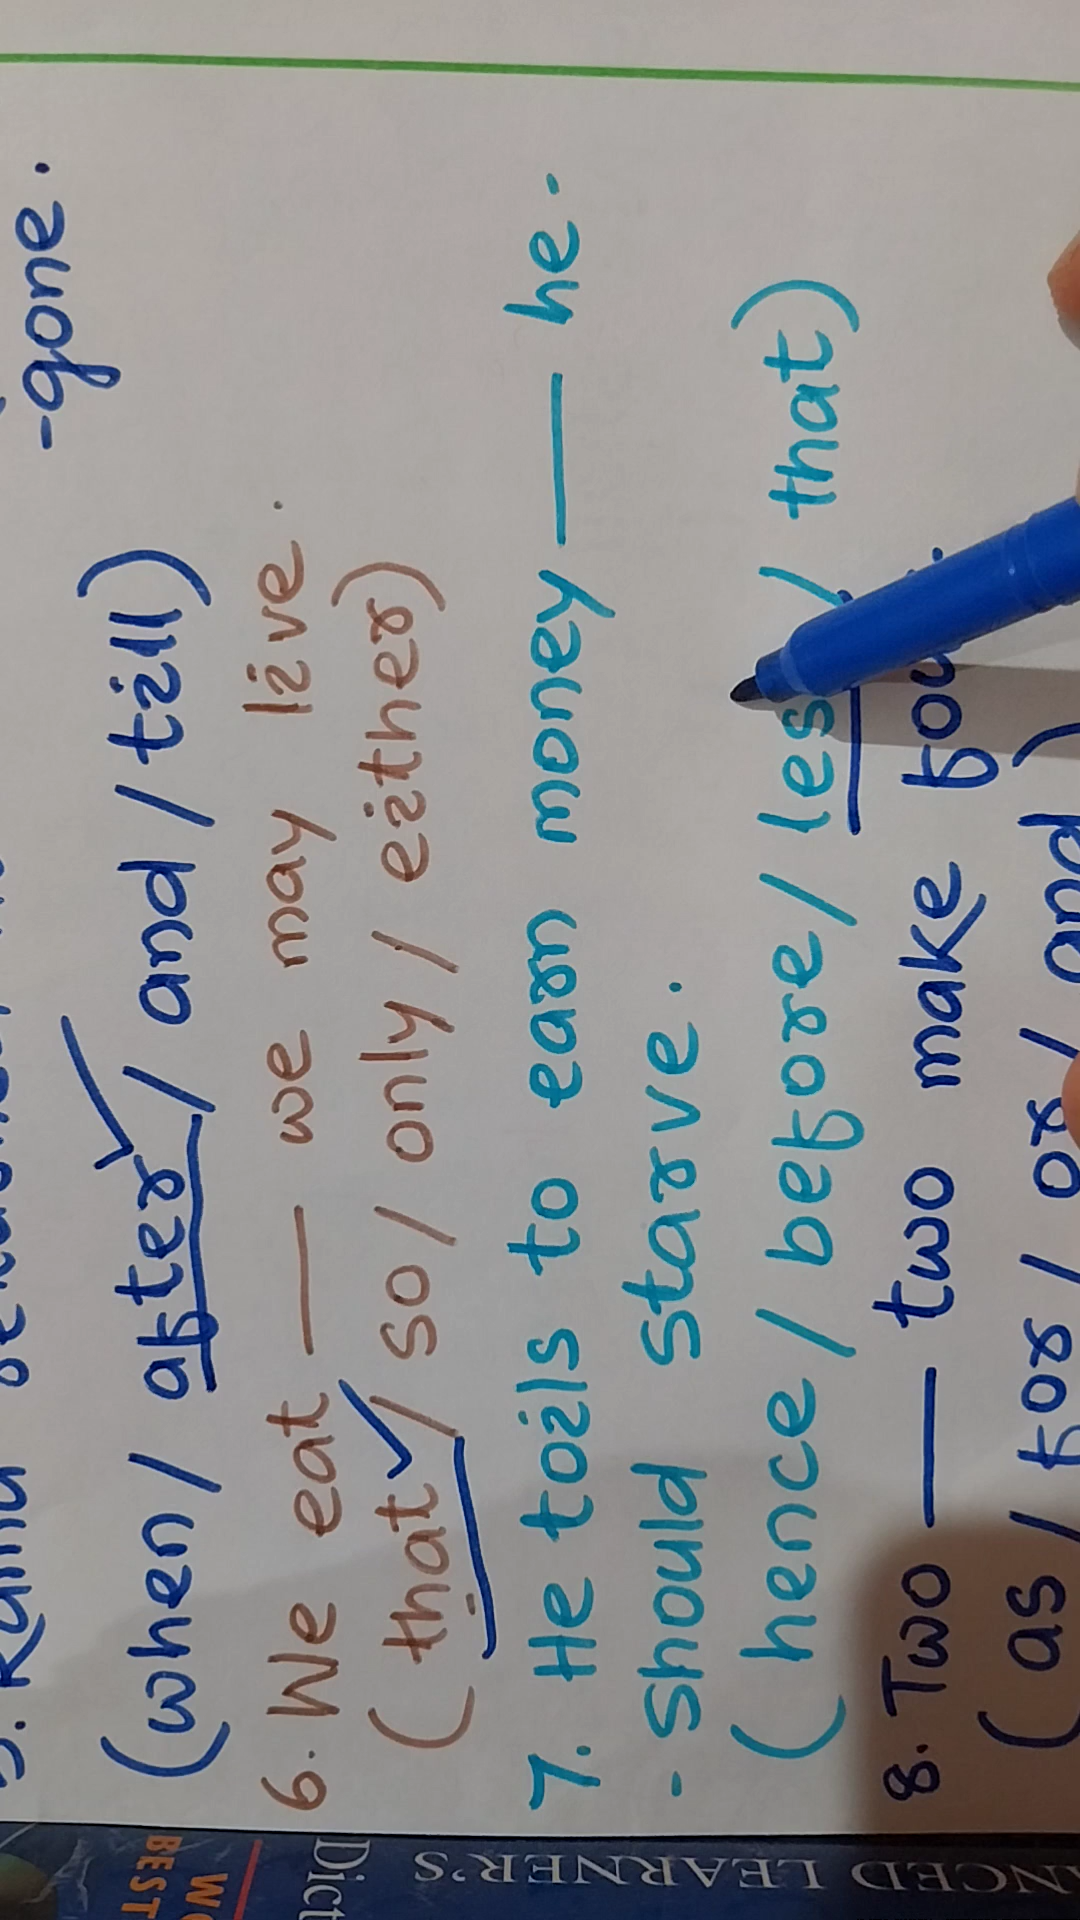 -gone.
(when / after / and / till)
6. We eat — we may live.
(that / so / only / either)
7. He toils to earn money — he.
- should starve.
(hence / before / / that)
8. Two — two make
(as / for / or / and)
WO
BEST
Dict
ANCED LEARNER'S